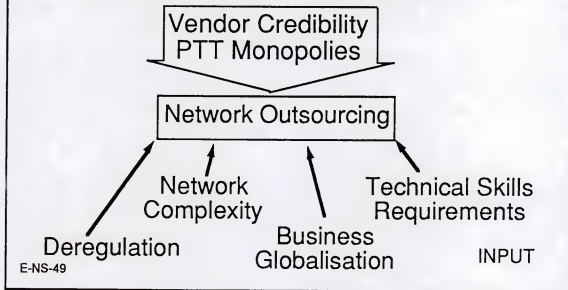 Vendor Credibility
PTT Monopolies
Network Outsourcing
Network
Complexity
Technical Skills
Requirements
Deregulation
Business
Globalisation
E-NS-49
INPUT